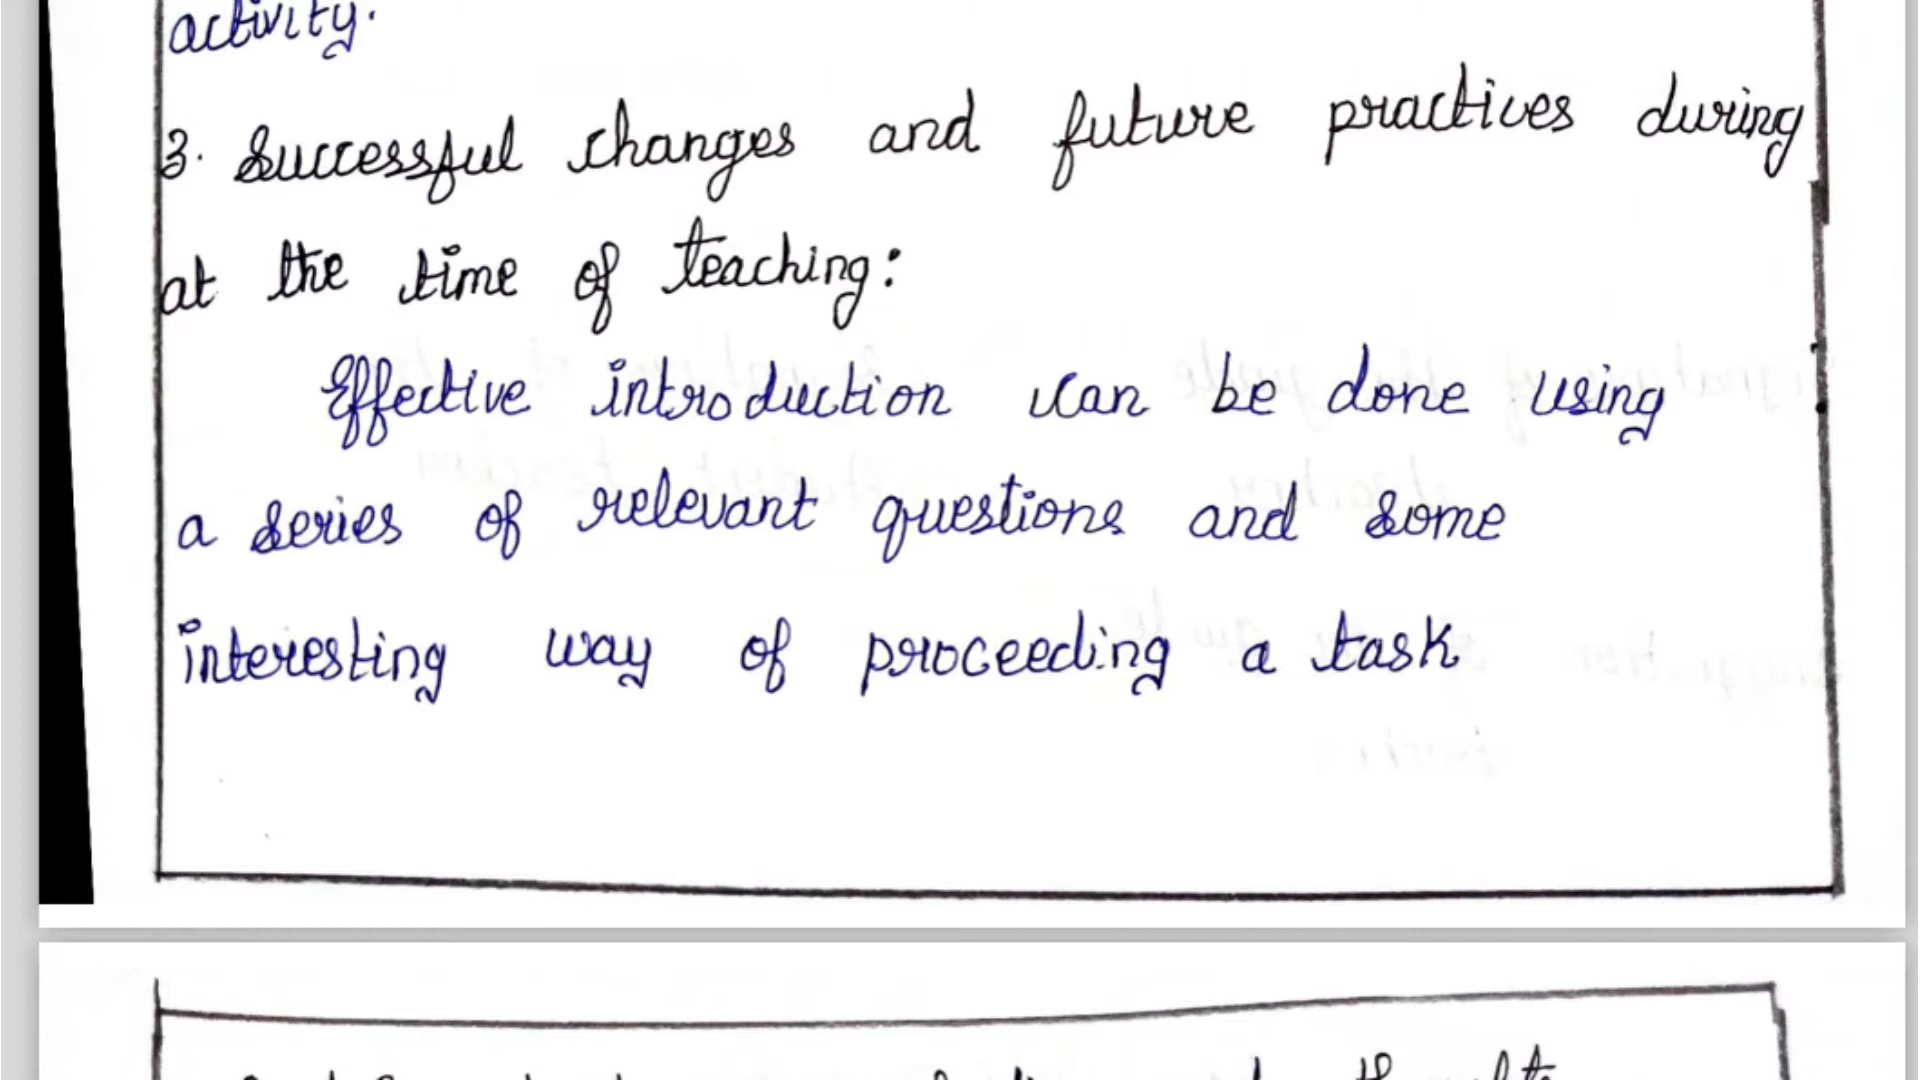 activity.
3. Successful changes and future practices during
at the time of teaching:
Effective introduction can be done using
a series of relevant questions and some
interesting way of proceeding a task